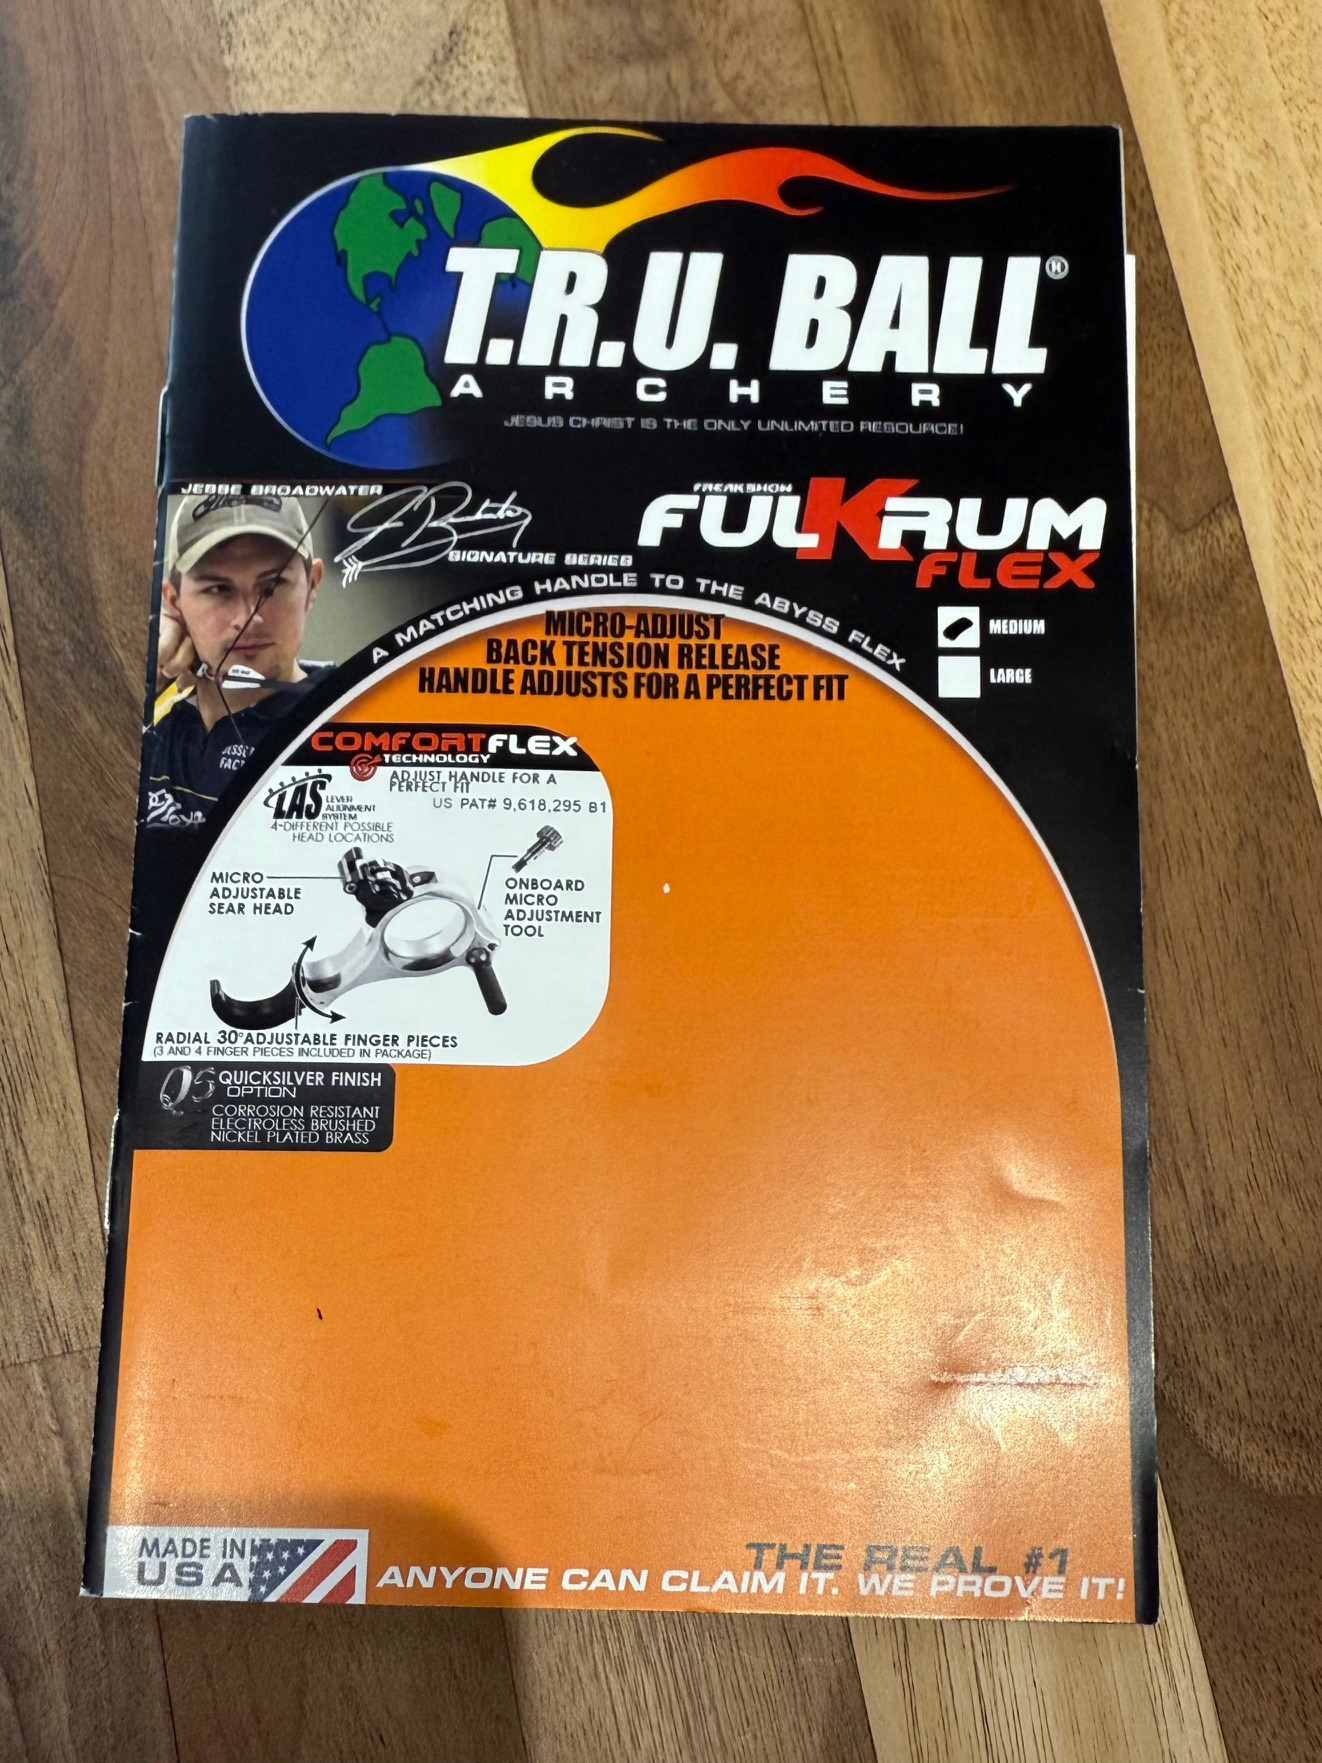 T.R.U. BALL®
ARCHERY
JESUS CHRIST IS THE ONLY UNLIMITED RESOURCE!
JESSE BROADWATER
SIGNATURE SERIES
FREAKSHOW
FULKRUM
FLEX
A MATCHING HANDLE TO THE ABYSS FLEX
MEDIUM
LARGE
MICRO-ADJUST
BACK TENSION RELEASE
HANDLE ADJUSTS FOR A PERFECT FIT
COMFORTFLEX
TECHNOLOGY
ADJUST HANDLE FOR A
PERFECT FIT
US PAT# 9,618,295 B1
LAS LEVER
ALIGNMENT
SYSTEM
4-DIFFERENT POSSIBLE
HEAD LOCATIONS
MICRO
ADJUSTABLE
SEAR HEAD
ONBOARD
MICRO
ADJUSTMENT
TOOL
RADIAL 30° ADJUSTABLE FINGER PIECES
(3 AND 4 FINGER PIECES INCLUDED IN PACKAGE)
QS QUICKSILVER FINISH
OPTION
CORROSION RESISTANT
ELECTROLESS BRUSHED
NICKEL PLATED BRASS
MADE IN
USA
THE REAL #1
ANYONE CAN CLAIM IT. WE PROVE IT!